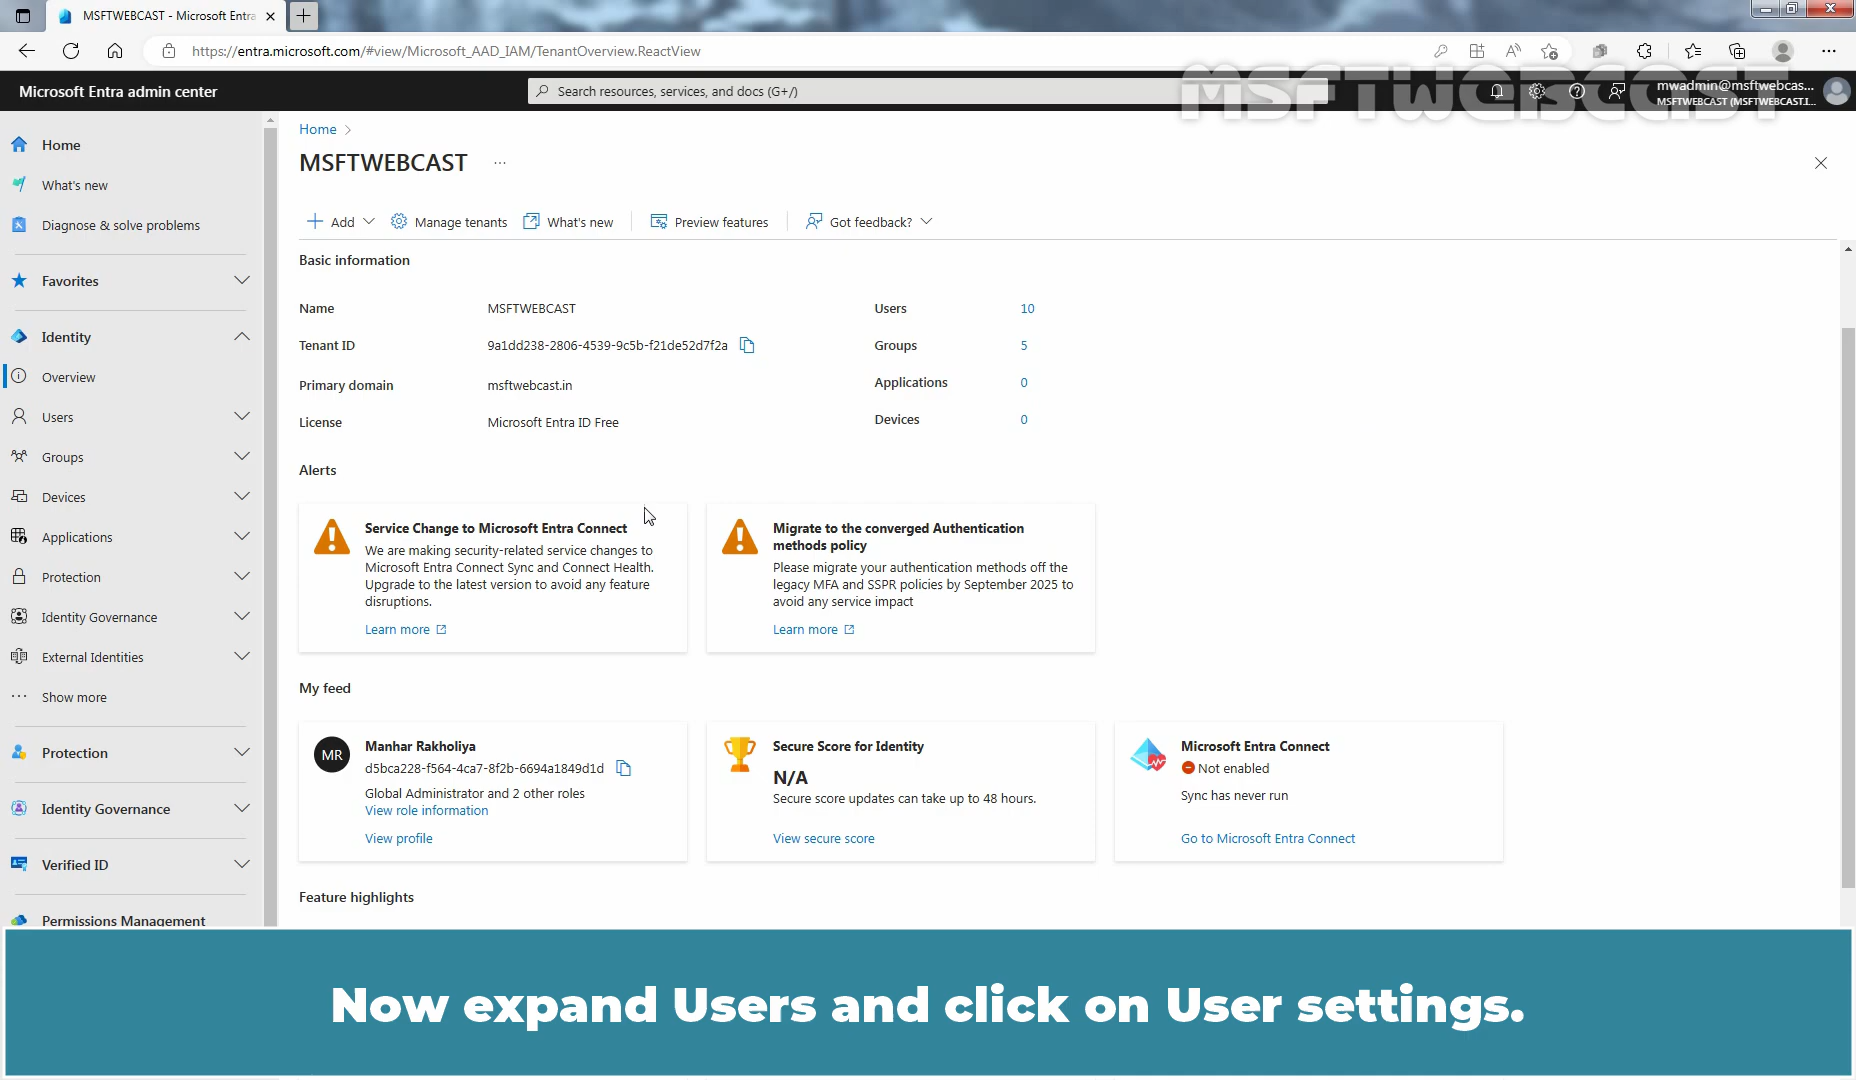 MSFTWEBCAST - Microsoft Entra
https://entra.microsoft.com/#view/Microsoft_AAD_IAM/TenantOverview.ReactView
MSFTWEBCAST
Microsoft Entra admin center
Search resources, services, and docs (G+/)
mwadmin@msftwebcas...
MSFTWEBCAST (MSFTWEBCAST.I...
Home
What's new
Diagnose & solve problems
Favorites
Identity
Overview
Users
Groups
Devices
Applications
Protection
Identity Governance
External Identities
Show more
Protection
Identity Governance
Verified ID
Permissions Management
Home
MSFTWEBCAST
Add
Manage tenants
What's new
Preview features
Got feedback?
Basic information
Name MSFTWEBCAST
Tenant ID 9a1dd238-2806-4539-9c5b-f21de52d7f2a
Primary domain msftwebcast.in
License Microsoft Entra ID Free
Users 10
Groups 5
Applications 0
Devices 0
Alerts
Service Change to Microsoft Entra Connect
We are making security-related service changes to
Microsoft Entra Connect Sync and Connect Health.
Upgrade to the latest version to avoid any feature
disruptions.
Learn more
Migrate to the converged Authentication
methods policy
Please migrate your authentication methods off the
legacy MFA and SSPR policies by September 2025 to
avoid any service impact
Learn more
My feed
MR
Manhar Rakholiya
d5bca228-f564-4ca7-8f2b-6694a1849d1d
Global Administrator and 2 other roles
View role information
View profile
Secure Score for Identity
N/A
Secure score updates can take up to 48 hours.
View secure score
Microsoft Entra Connect
Not enabled
Sync has never run
Go to Microsoft Entra Connect
Feature highlights
Now expand Users and click on User settings.